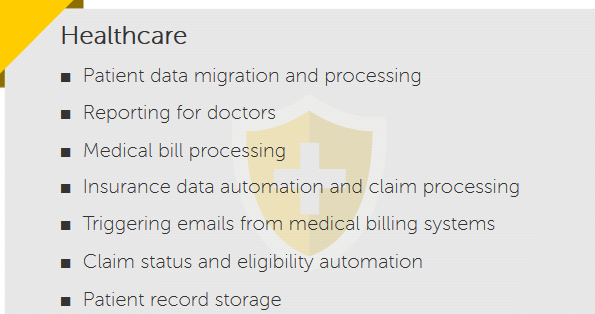 Healthcare
■ Patient data migration and processing
■ Reporting for doctors
■ Medical bill processing
■ Insurance data automation and claim processing
■ Triggering emails from medical billing systems
■ Claim status and eligibility automation
■ Patient record storage